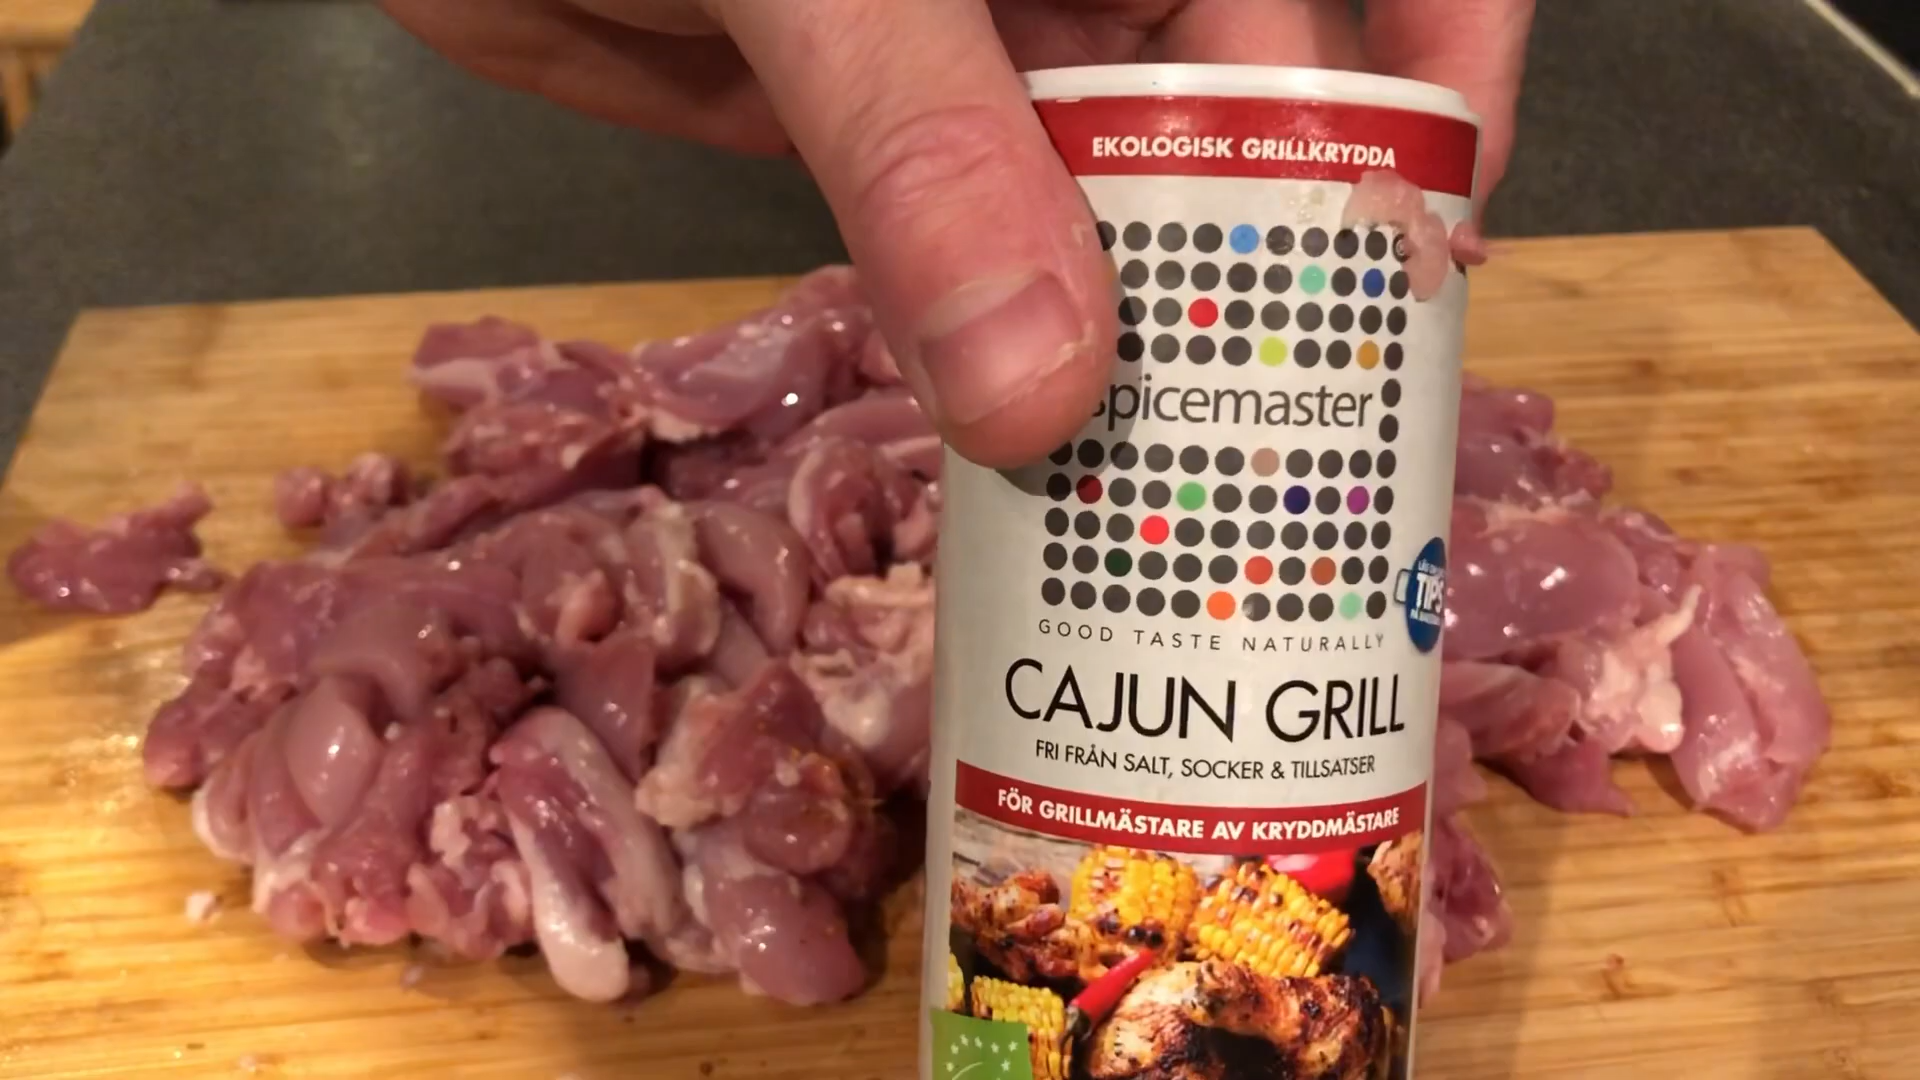 EKOLOGISK GRILLKRYDDA
spicemaster
GOOD TASTE NATURALLY
CAJUN GRILL
FRI FRÅN SALT, SOCKER & TILLSATSER
FÖR GRILLMÄSTARE AV KRYDDMÄSTARE
TIPS